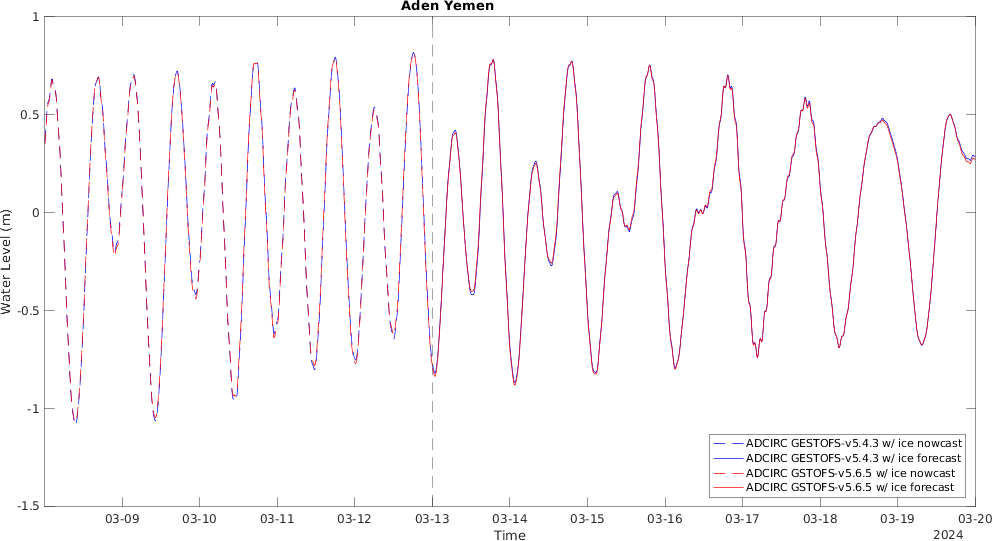 Aden Yemen
Water Level (m)
1
0.5
0
-0.5
-1
-1.5
ADCIRC GESTOFS-v5.4.3 w/ ice nowcast
ADCIRC GESTOFS-v5.4.3 w/ ice forecast
ADCIRC GSTOFS-v5.6.5 w/ ice nowcast
ADCIRC GSTOFS-v5.6.5 w/ ice forecast
03-09 03-10 03-11 03-12 03-13 03-14 03-15 03-16 03-17 03-18 03-19 03-20
Time
2024